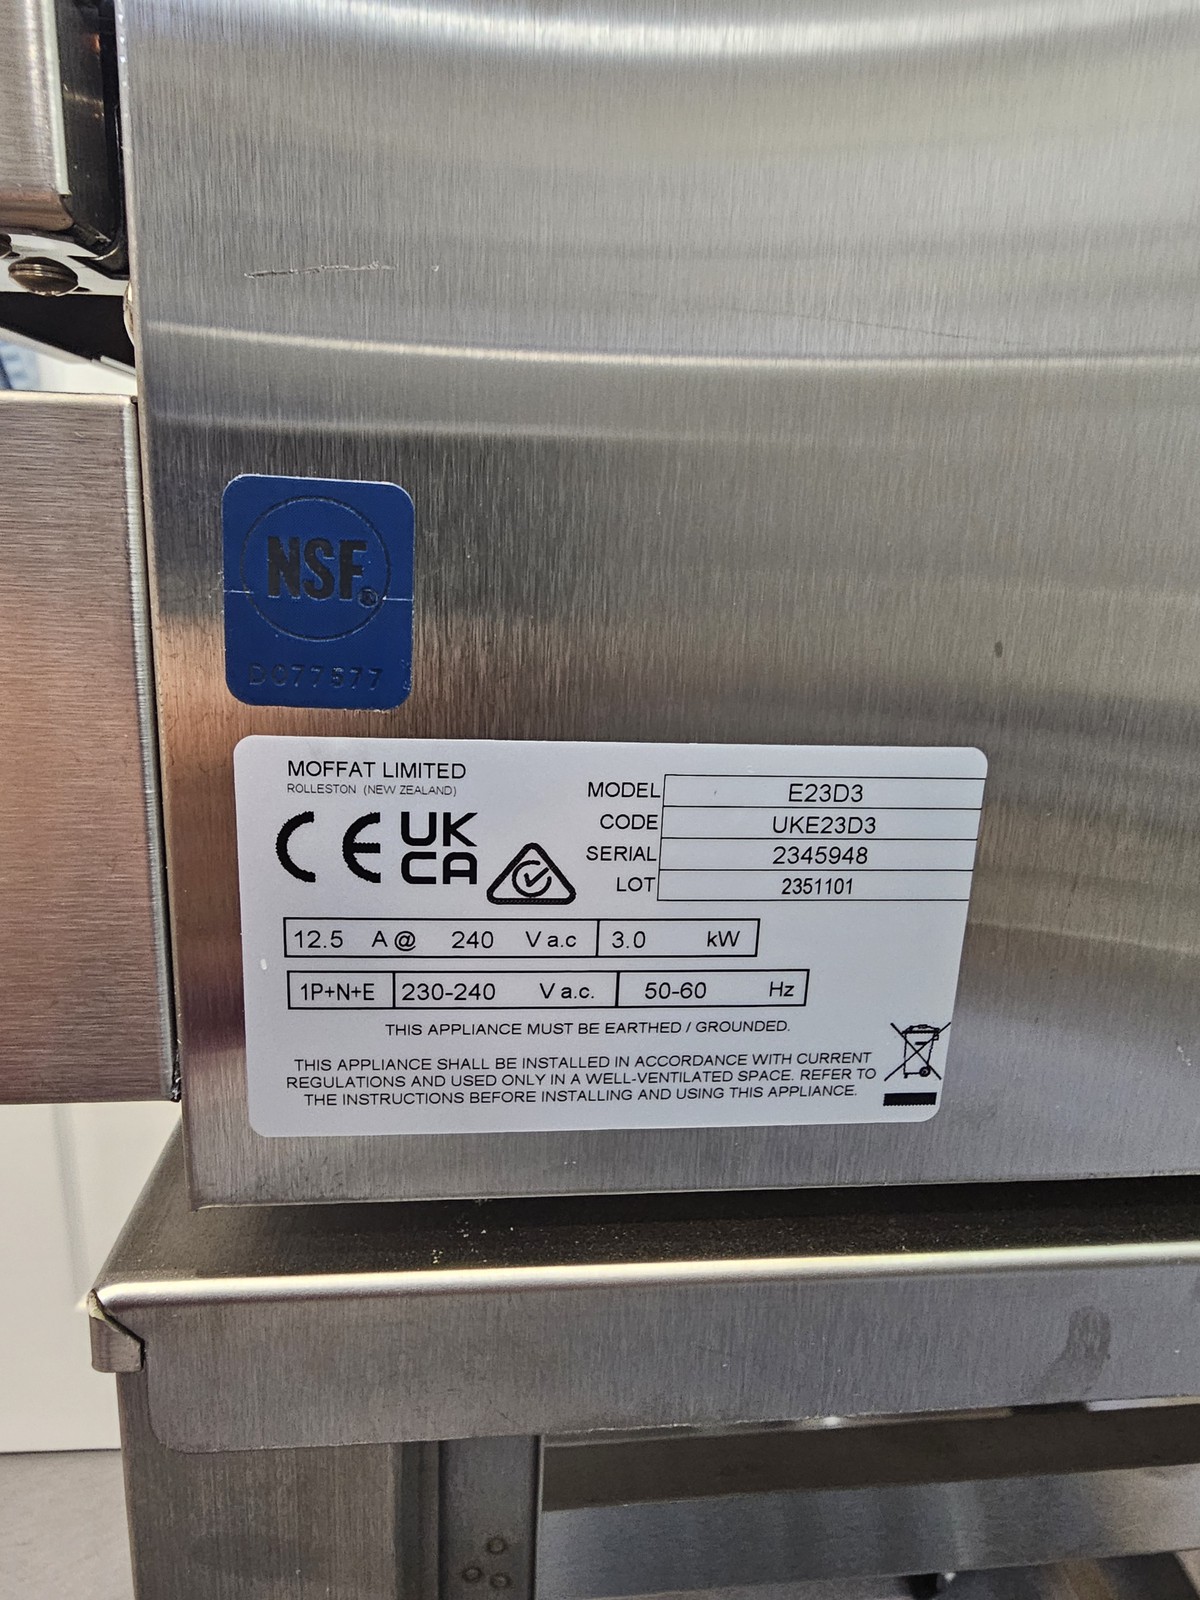 NSF®
D077577
MOFFAT LIMITED
ROLLESTON (NEW ZEALAND)
CE UK CA
MODEL E23D3
CODE UKE23D3
SERIAL 2345948
LOT 2351101
12.5 A @ 240 V a.c 3.0 kW
1P+N+E 230-240 V a.c. 50-60 Hz
THIS APPLIANCE MUST BE EARTHED / GROUNDED.
THIS APPLIANCE SHALL BE INSTALLED IN ACCORDANCE WITH CURRENT
REGULATIONS AND USED ONLY IN A WELL-VENTILATED SPACE. REFER TO
THE INSTRUCTIONS BEFORE INSTALLING AND USING THIS APPLIANCE.